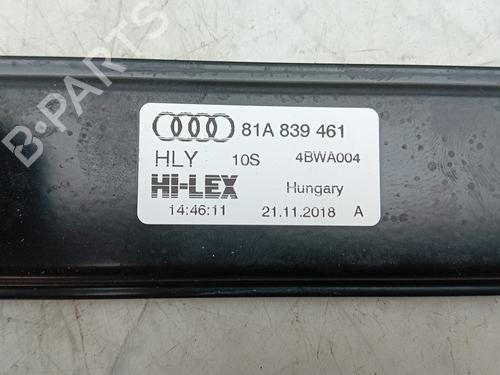 81A 839 461
HLY 10S 4BWA004
HI-LEX Hungary
14:46:11 21.11.2018 A
B-Parts